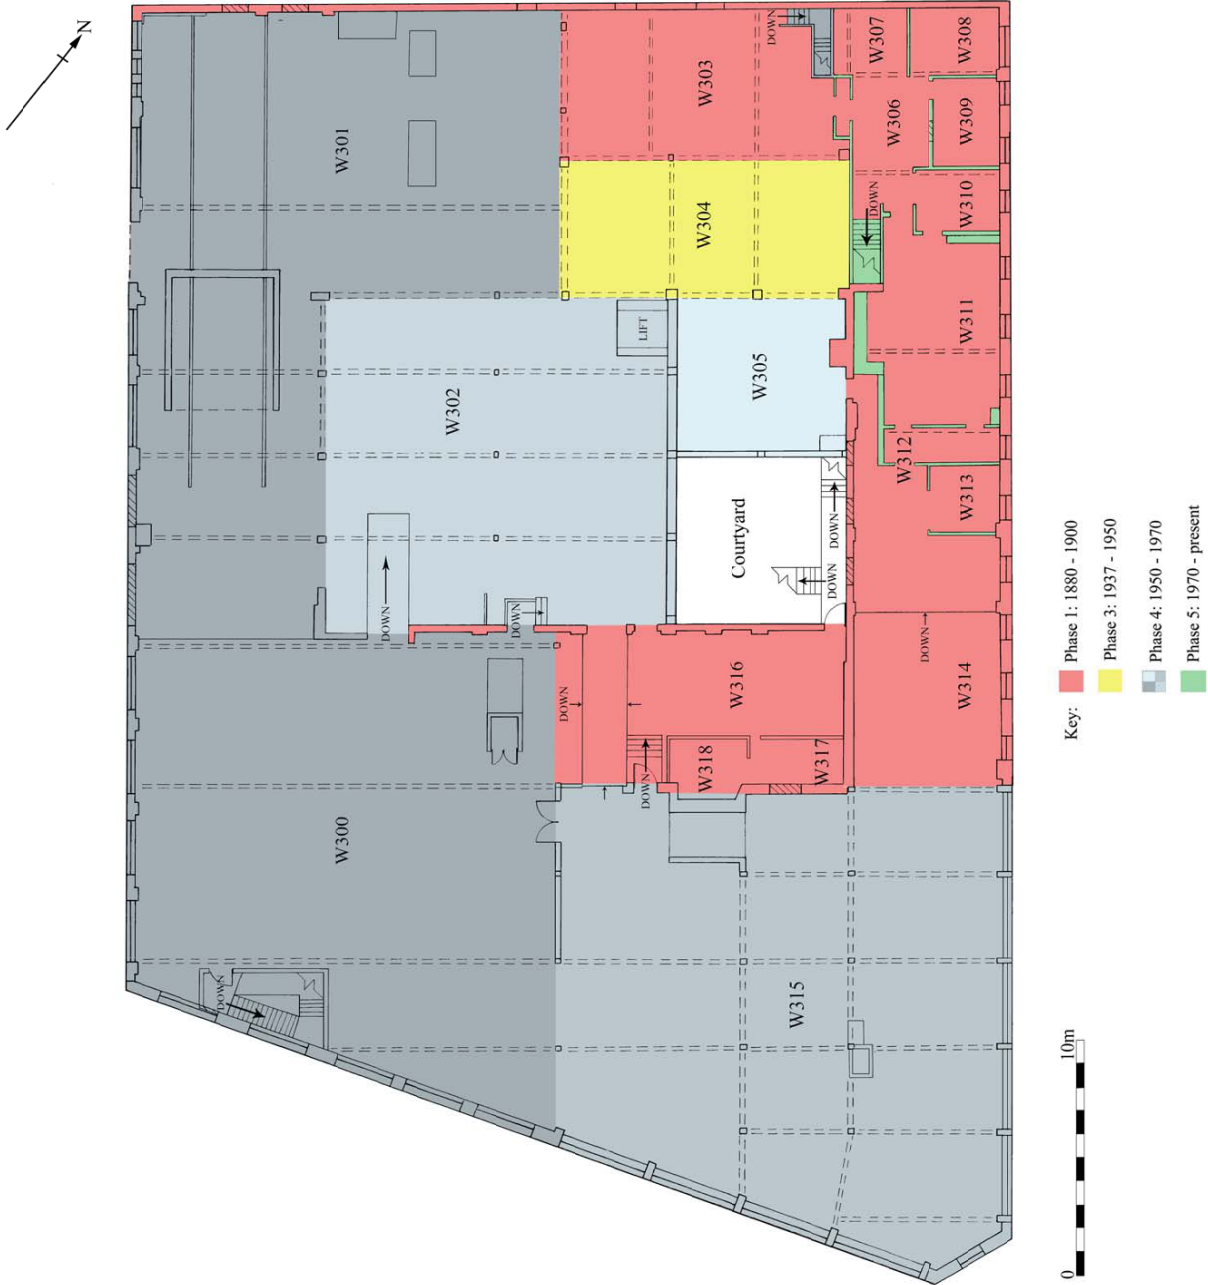 N
W301
W303
DOWN
W307
W308
W306
W309
W304
DOWN
W310
LIFT
W305
W311
W302
W312
W313
Courtyard
DOWN
DOWN
DOWN
DOWN
DOWN
W314
W316
DOWN
W318
W317
DOWN
W300
DOWN
W315
Key:
Phase 1: 1880 - 1900
Phase 3: 1937 - 1950
Phase 4: 1950 - 1970
Phase 5: 1970 - present
0
10m